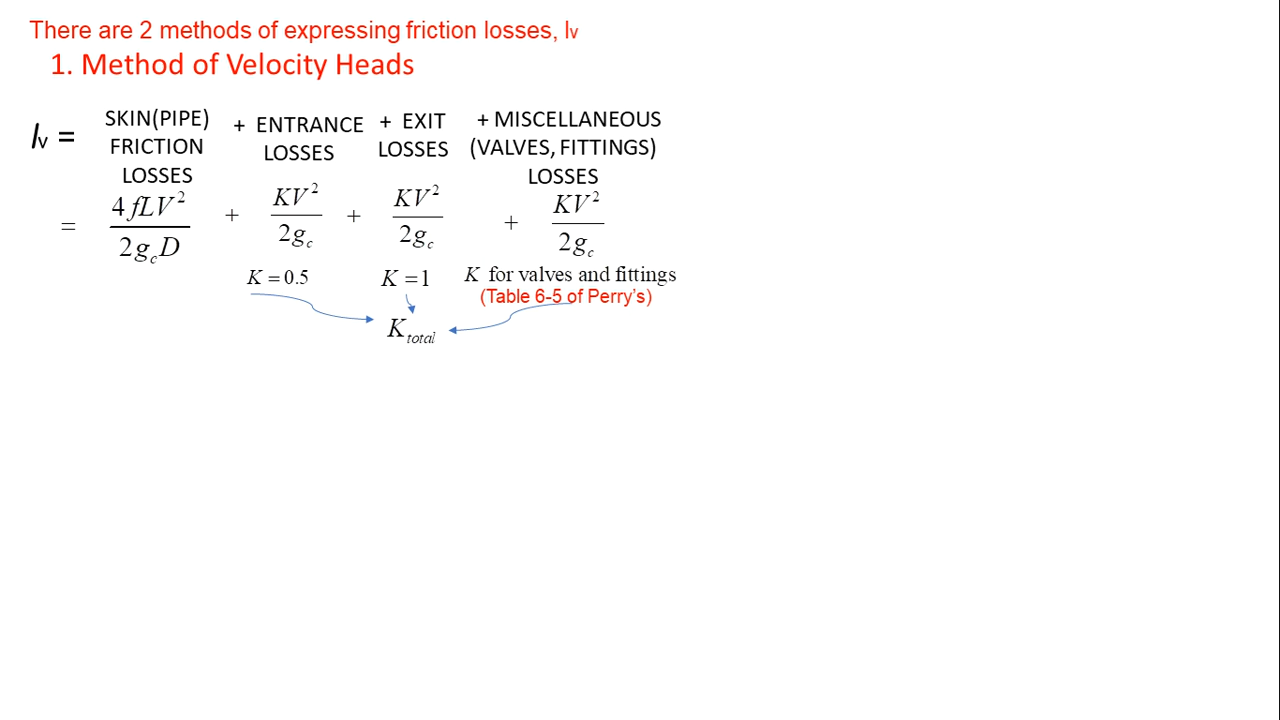 There are 2 methods of expressing friction losses, lv
1. Method of Velocity Heads
lv = SKIN(PIPE) FRICTION LOSSES + ENTRANCE LOSSES + EXIT LOSSES + MISCELLANEOUS (VALVES, FITTINGS) LOSSES
= 4fLV²/2g_cD + KV²/2g_c + KV²/2g_c + KV²/2g_c
K = 0.5 K = 1 K for valves and fittings
(Table 6-5 of Perry's)
K_total